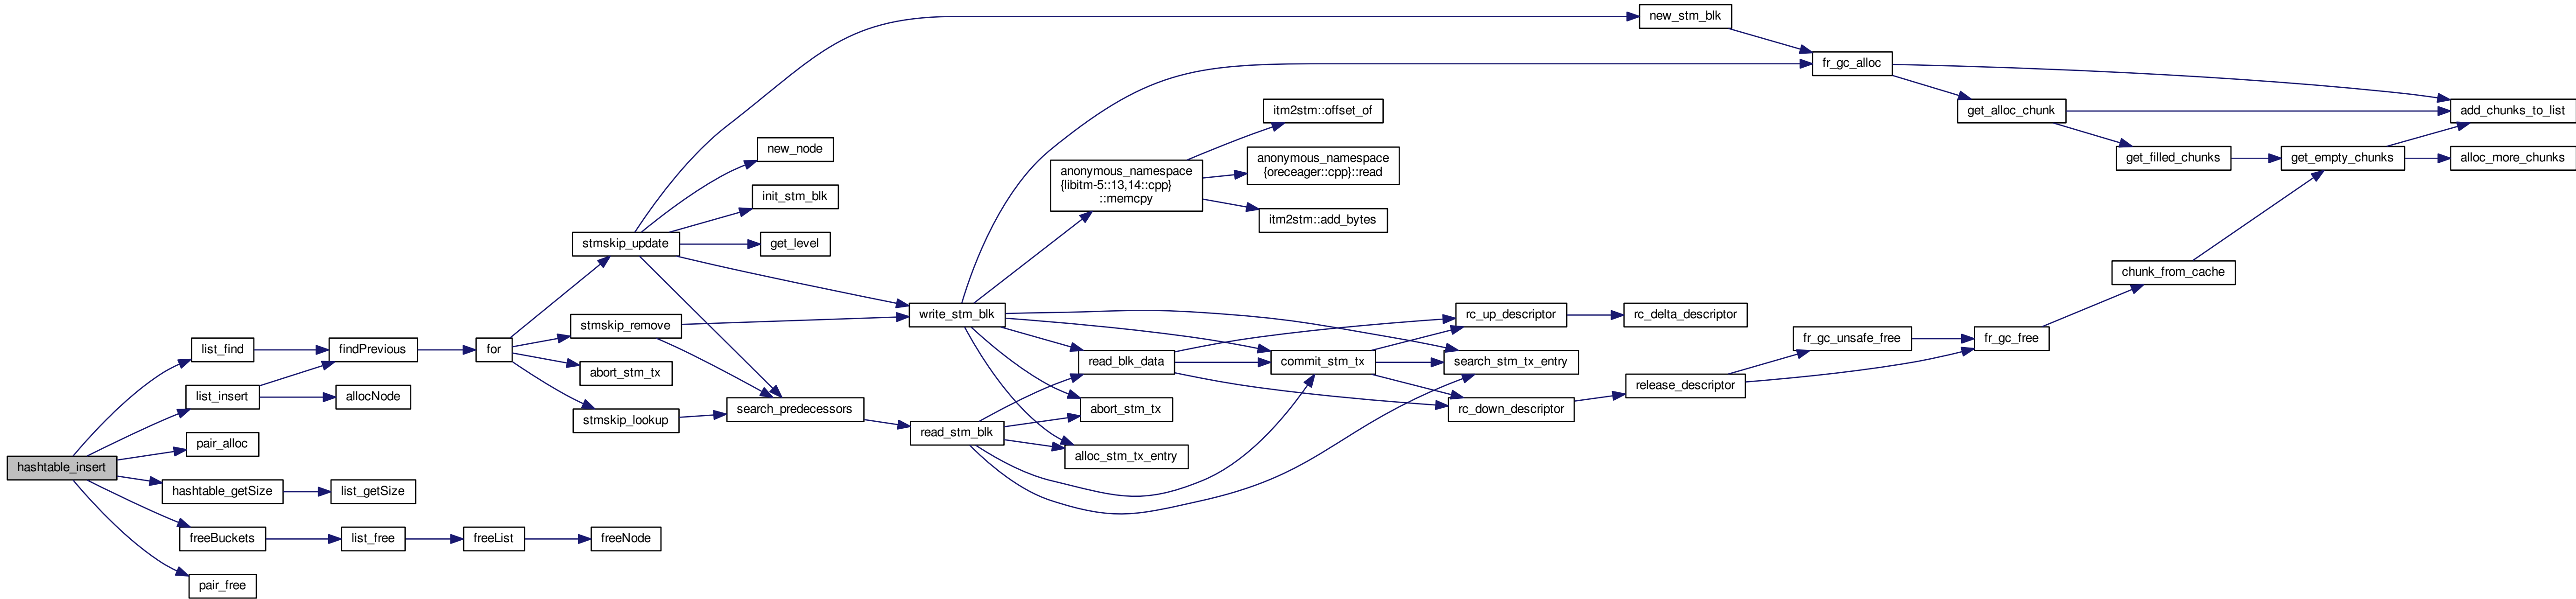 new_stm_blk
fr_gc_alloc
itm2stm::offset_of
get_alloc_chunk
add_chunks_to_list
new_node
anonymous_namespace
{oreceager::cpp}::read
get_filled_chunks
get_empty_chunks
alloc_more_chunks
anonymous_namespace
{libitm-5::13,14::cpp}
::memcpy
init_stm_blk
itm2stm::add_bytes
stmskip_update
get_level
chunk_from_cache
write_stm_blk
rc_up_descriptor
rc_delta_descriptor
stmskip_remove
fr_gc_unsafe_free
fr_gc_free
list_find
findPrevious
for
read_blk_data
commit_stm_tx
search_stm_tx_entry
abort_stm_tx
release_descriptor
list_insert
allocNode
search_predecessors
abort_stm_tx
rc_down_descriptor
stmskip_lookup
read_stm_blk
pair_alloc
alloc_stm_tx_entry
hashtable_insert
hashtable_getSize
list_getSize
freeBuckets
list_free
freeList
freeNode
pair_free